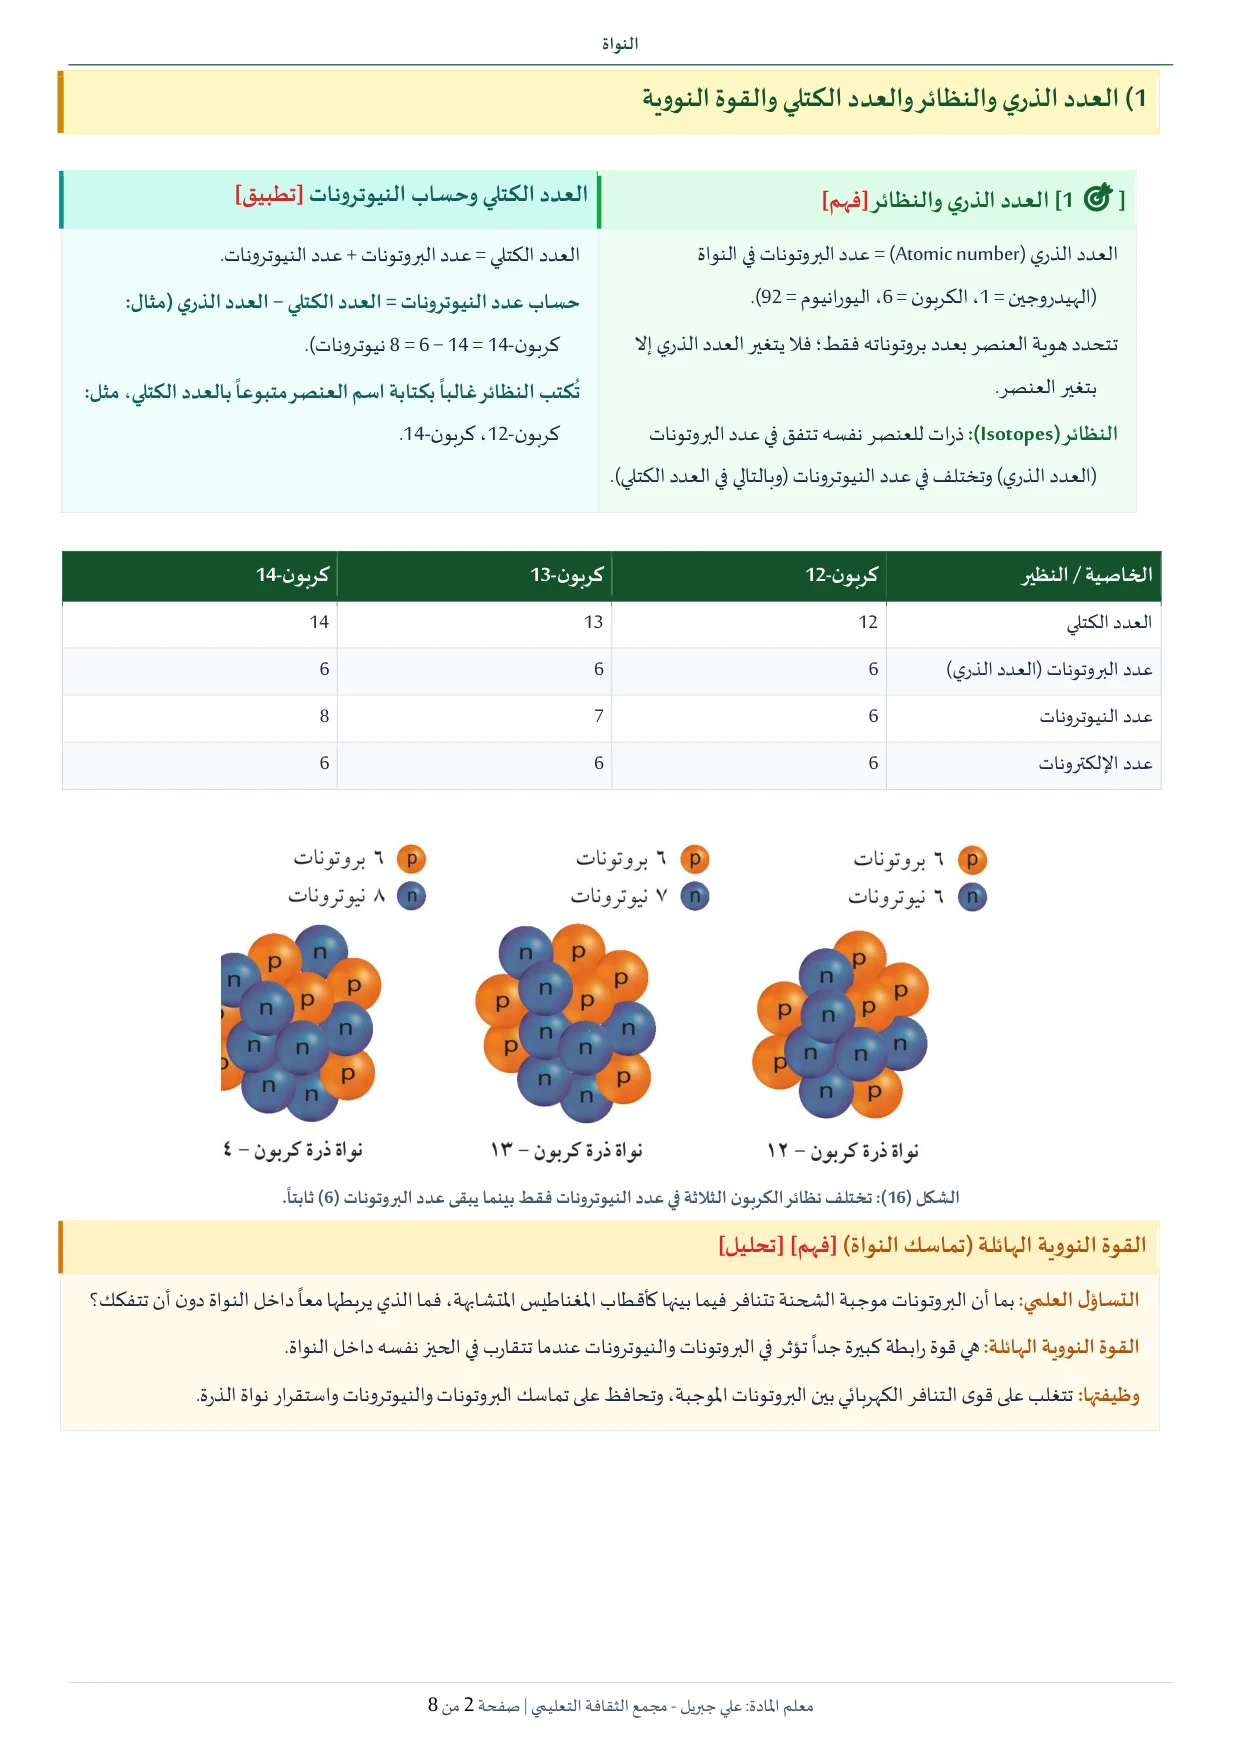 النواة
1) العدد الذري والنظائر والعدد الكتلي والقوة النووية
[ 1] العدد الذري والنظائر [فهم]
العدد الذري (Atomic number) = عدد البروتونات في النواة
(الهيدروجين = 1، الكربون = 6، اليورانيوم = 92).
تتحدد هوية العنصر بعدد بروتوناته فقط؛ فلا يتغير العدد الذري إلا
بتغير العنصر.
النظائر (Isotopes): ذرات للعنصر نفسه تتفق في عدد البروتونات
(العدد الذري) وتختلف في عدد النيوترونات (وبالتالي في العدد الكتلي).
العدد الكتلي وحساب النيوترونات [تطبيق]
العدد الكتلي = عدد البروتونات + عدد النيوترونات.
حساب عدد النيوترونات = العدد الكتلي – العدد الذري (مثال:
كربون-14 = 14 – 6 = 8 نيوترونات).
تُكتب النظائر غالباً بكتابة اسم العنصر متبوعاً بالعدد الكتلي، مثل:
كربون-12، كربون-14.
الخاصية / النظير كربون-12 كربون-13 كربون-14
العدد الكتلي 12 13 14
عدد البروتونات (العدد الذري) 6 6 6
عدد النيوترونات 6 7 8
عدد الإلكترونات 6 6 6
p ٦ بروتونات p ٦ بروتونات p ٦ بروتونات
n ٦ نيوترونات n ٧ نيوترونات n ٨ نيوترونات
p n p p p n n p n n n p n p
n p p n p p n n p n n n p n
n p n p n p p n n n p n p n
نواة ذرة كربون – ١٢ نواة ذرة كربون – ١٣ نواة ذرة كربون – ٤
الشكل (16): تختلف نظائر الكربون الثلاثة في عدد النيوترونات فقط بينما يبقى عدد البروتونات (6) ثابتاً.
القوة النووية الهائلة (تماسك النواة) [فهم] [تحليل]
التساؤل العلمي: بما أن البروتونات موجبة الشحنة تتنافر فيما بينها كأقطاب المغناطيس المتشابهة، فما الذي يربطها معاً داخل النواة دون أن تتفكك؟
القوة النووية الهائلة: هي قوة رابطة كبيرة جداً تؤثر في البروتونات والنيوترونات عندما تتقارب في الحيز نفسه داخل النواة.
وظيفتها: تتغلب على قوى التنافر الكهربائي بين البروتونات الموجبة، وتحافظ على تماسك البروتونات والنيوترونات واستقرار نواة الذرة.
معلم المادة: علي جبريل - مجمع الثقافة التعليمي | صفحة 2 من 8